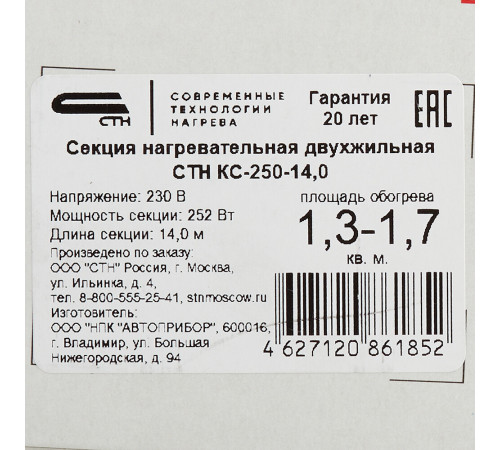 СТН
СОВРЕМЕННЫЕ
ТЕХНОЛОГИИ
НАГРЕВА
Гарантия
20 лет
ЕАС
Секция нагревательная двухжильная
СТН КС-250-14,0
Напряжение: 230 В
Мощность секции: 252 Вт
Длина секции: 14,0 м
Произведено по заказу:
ООО "СТН" Россия, г. Москва,
ул. Ильинка, д. 4,
тел. 8-800-555-25-41, stnmoscow.ru
Изготовитель:
ООО "НПК "АВТОПРИБОР", 600016,
г. Владимир, ул. Большая
Нижегородская, д. 94
площадь обогрева
1,3-1,7
кв. м.
4 627120 861852